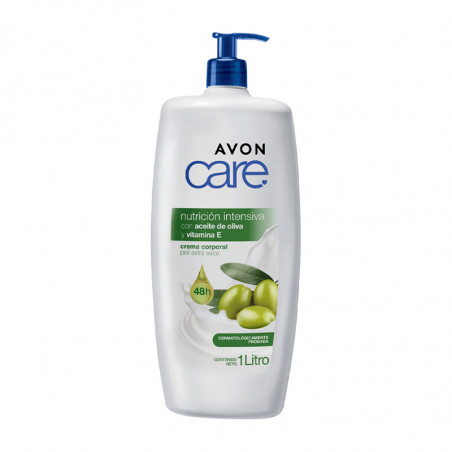 AVON
care
nutrición intensiva
con aceite de oliva
y vitamina E
crema corporal
piel extra seca
48h
DERMATOLÓGICAMENTE
PROBADA
CONTENIDO
NETO 1 Litro